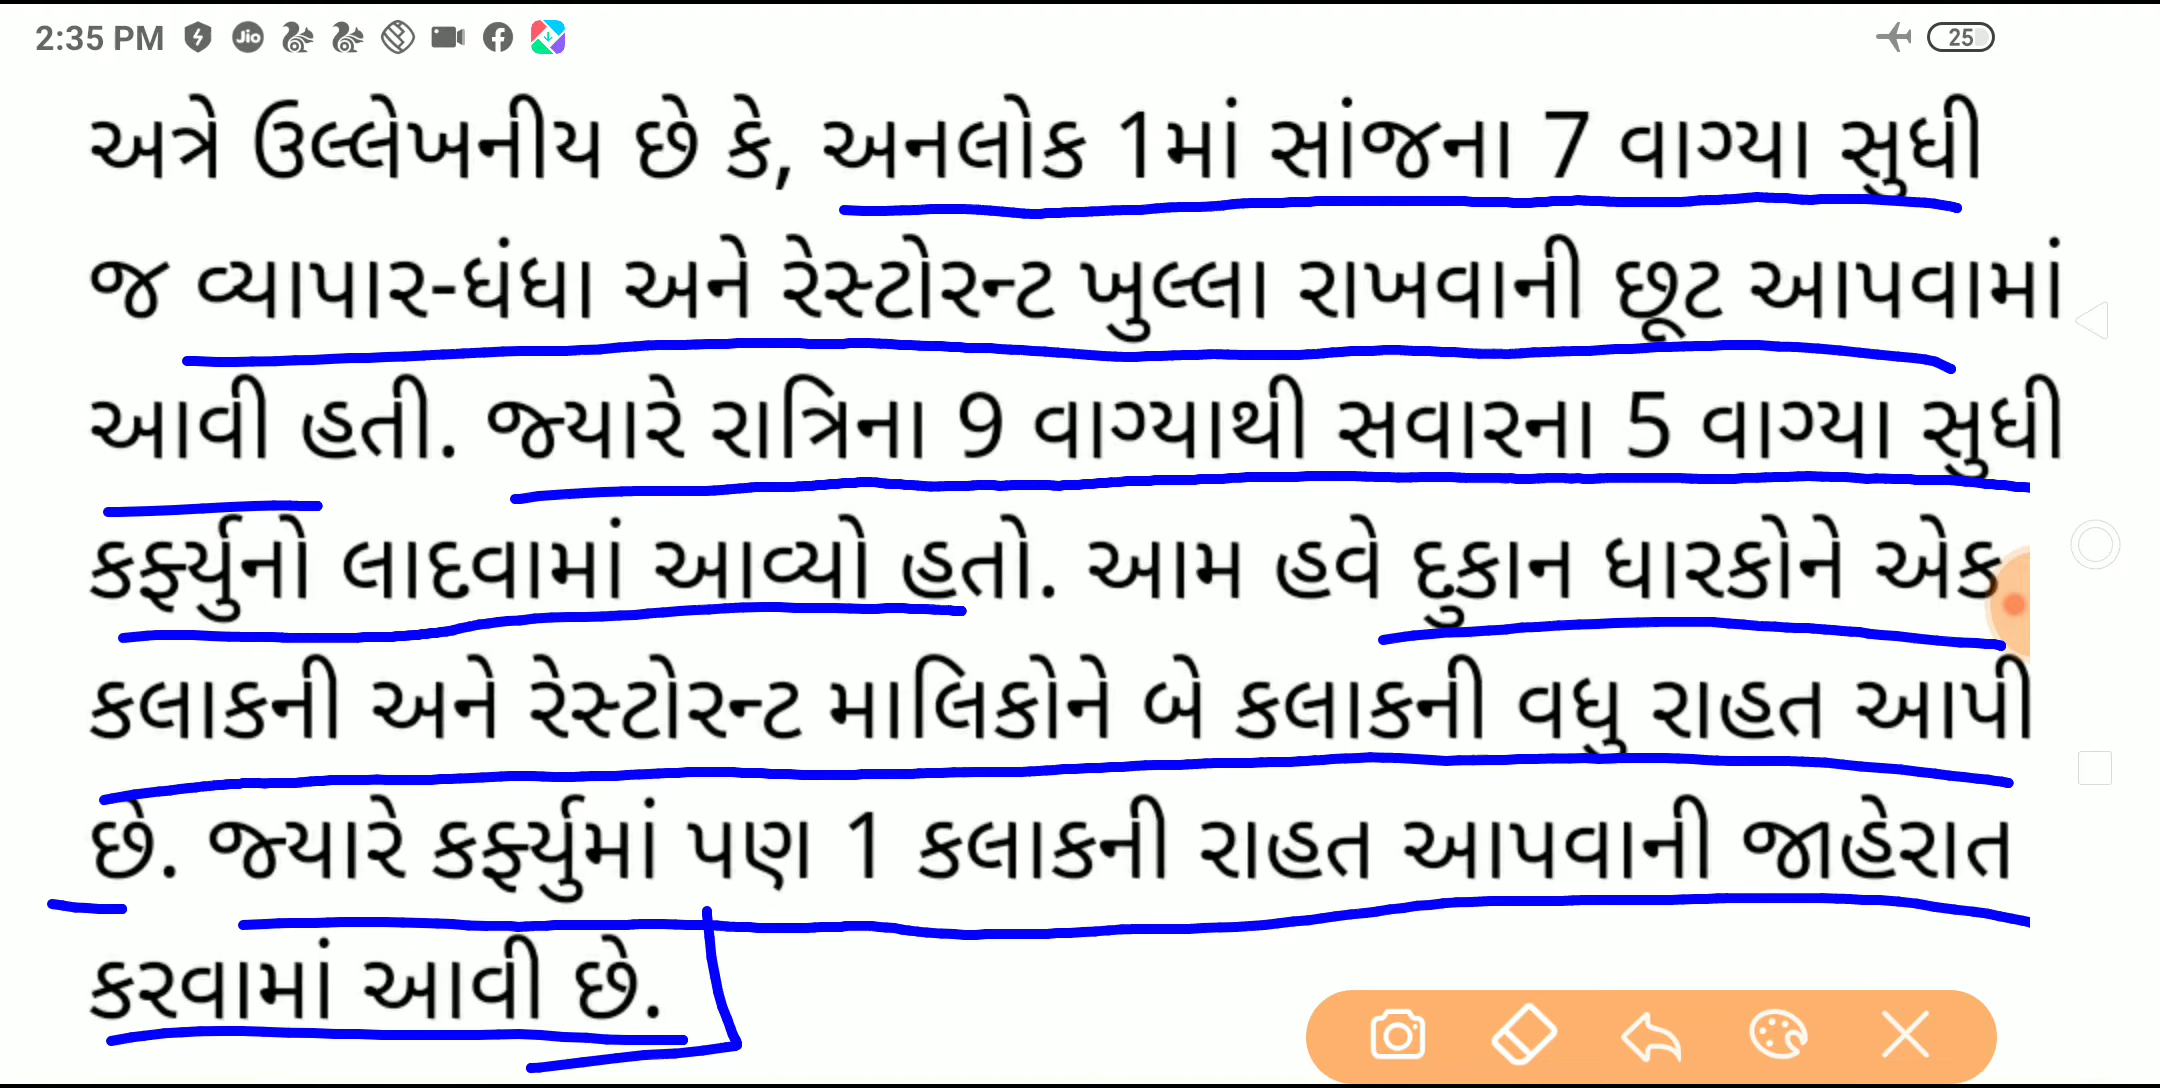 2:35 PM Jio 25
અત્રે ઉલ્લેખનીય છે કે, અનલોક 1માં સાંજના 7 વાગ્યા સુધી
જ વ્યાપાર-ધંધા અને રેસ્ટોરન્ટ ખુલ્લા રાખવાની છૂટ આપવામાં
આવી હતી. જ્યારે રાત્રિના 9 વાગ્યાથી સવારના 5 વાગ્યા સુધી
કર્ફ્યુનો લાદવામાં આવ્યો હતો. આમ હવે દુકાન ધારકોને એક
કલાકની અને રેસ્ટોરન્ટ માલિકોને બે કલાકની વધુ રાહત આપી
છે. જ્યારે કર્ફ્યુમાં પણ 1 કલાકની રાહત આપવાની જાહેરાત
કરવામાં આવી છે.